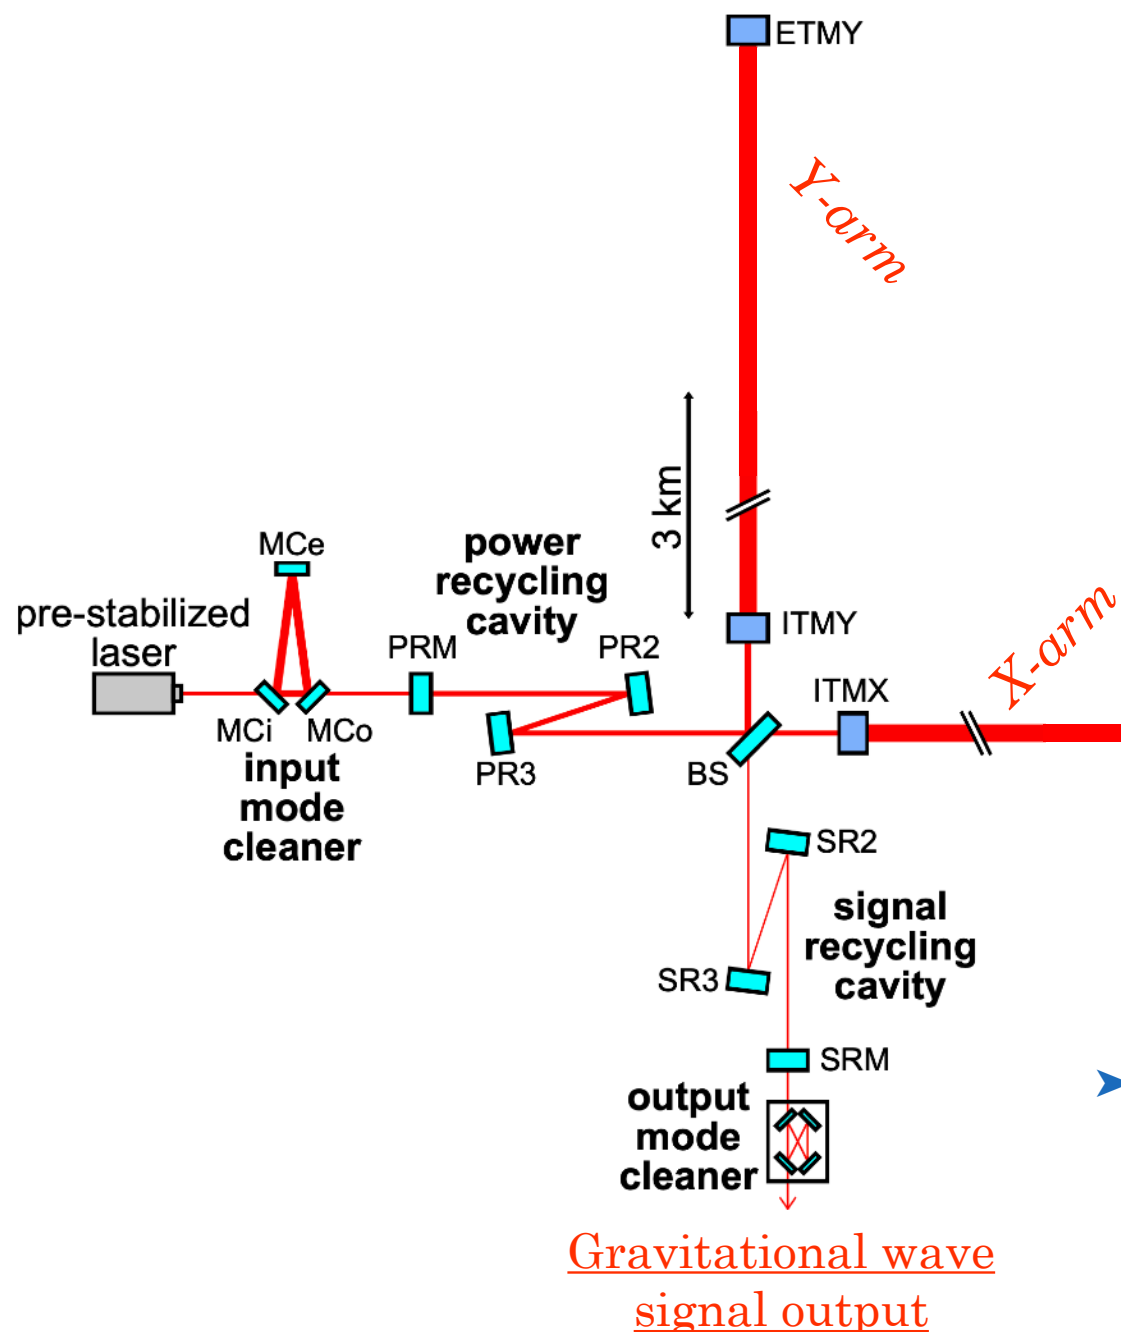 ETMY
Y-arm
3 km
MCe
power
recycling
cavity
pre-stabilized
laser
PRM
PR2
ITMY
X-arm
ITMX
MCi
MCo
PR3
BS
input
mode
cleaner
SR2
signal
recycling
cavity
SR3
SRM
output
mode
cleaner
Gravitational wave
signal output